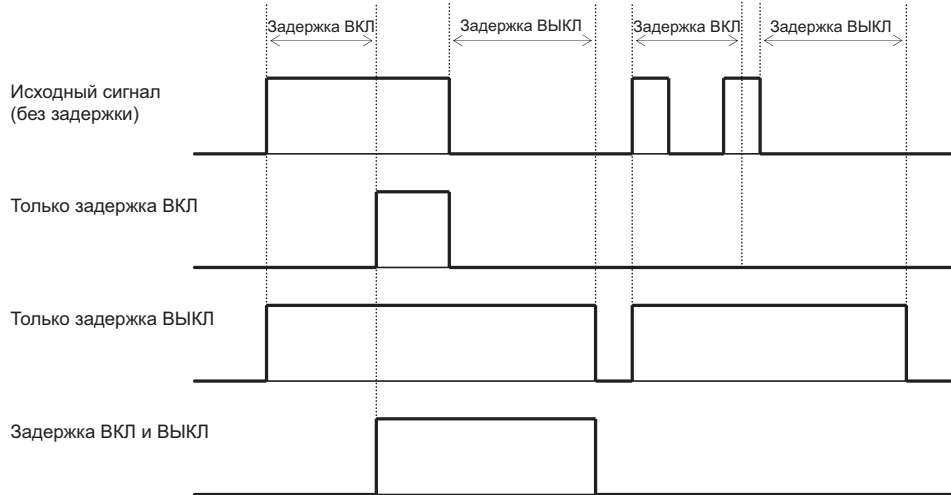 Задержка ВКЛ Задержка ВЫКЛ Задержка ВКЛ Задержка ВЫКЛ
Исходный сигнал
(без задержки)
Только задержка ВКЛ
Только задержка ВЫКЛ
Задержка ВКЛ и ВЫКЛ